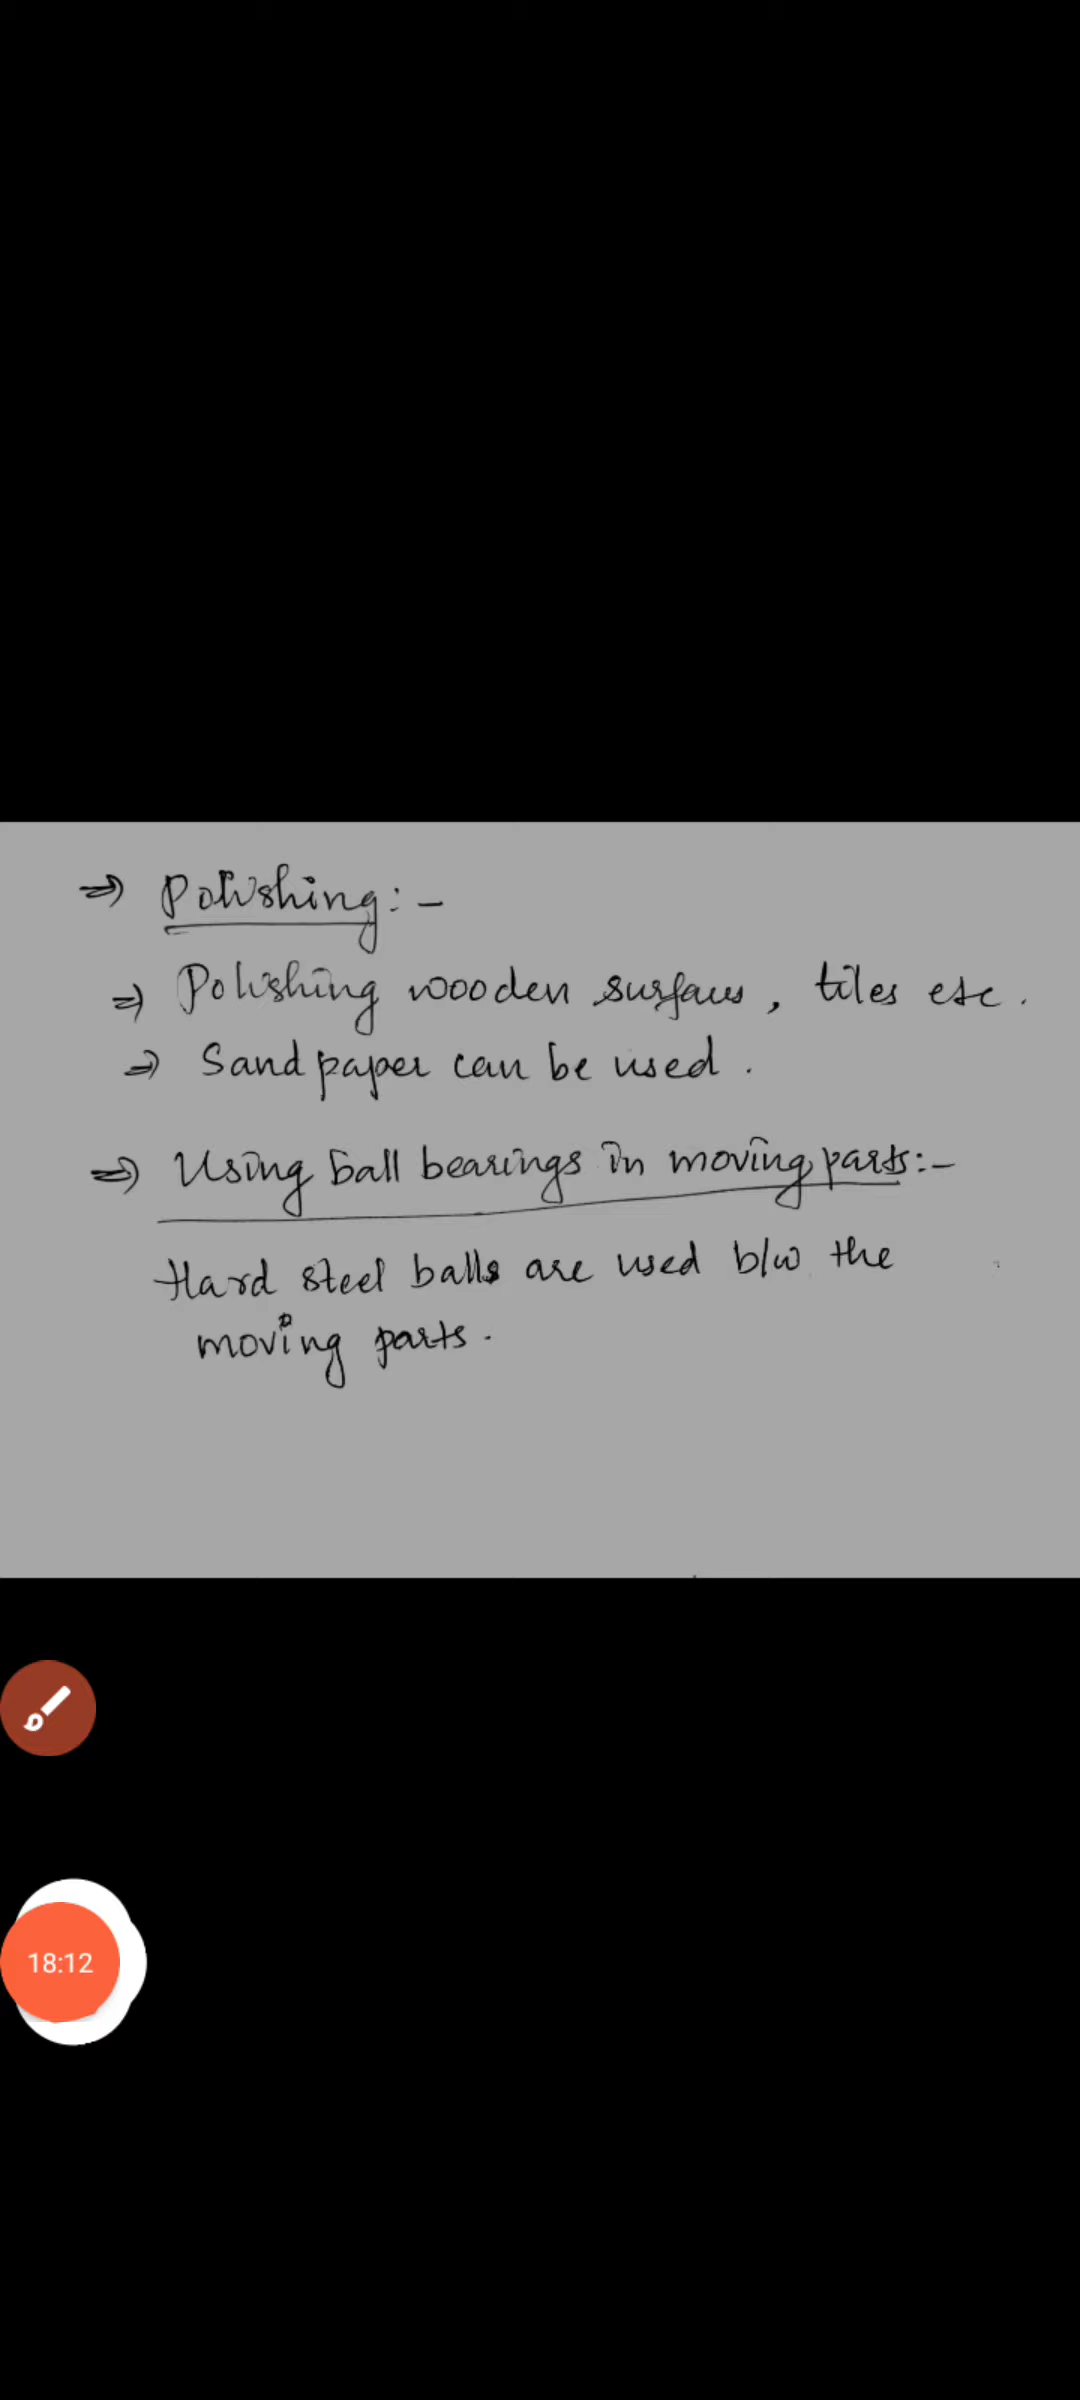 ⇒ Polishing:-
⇒ Polishing wooden surfaces, tiles etc.
⇒ Sand paper can be used.
⇒ Using ball bearings in moving parts:-
Hard steel balls are used b/w the
moving parts.
18:12